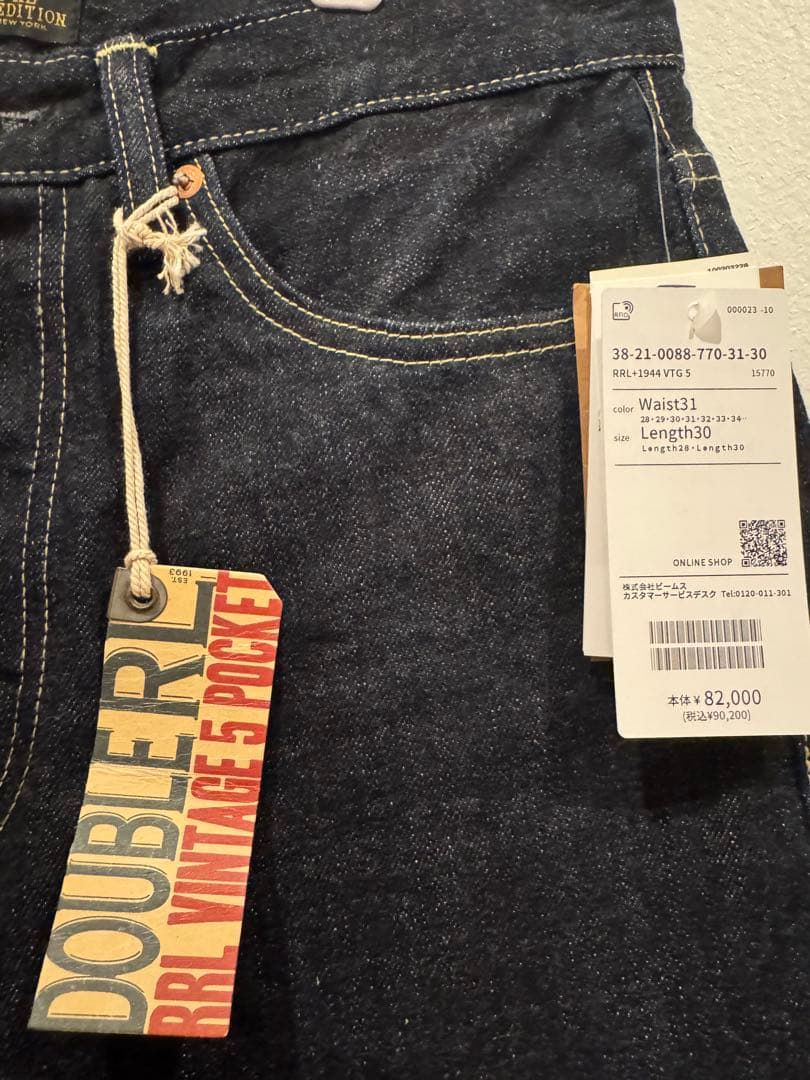 EDITION
NEW YORK
EST.
1993
DOUBLE RL
RRL VINTAGE 5 POCKET
RFID
000023 -10
38-21-0088-770-31-30
RRL+1944 VTG 5 15770
color Waist31
28・29・30・31・32・33・34・・
size Length30
Length28・Length30
ONLINE SHOP
株式会社ビームス
カスタマーサービスデスク Tel:0120-011-301
本体¥ 82,000
(税込¥90,200)